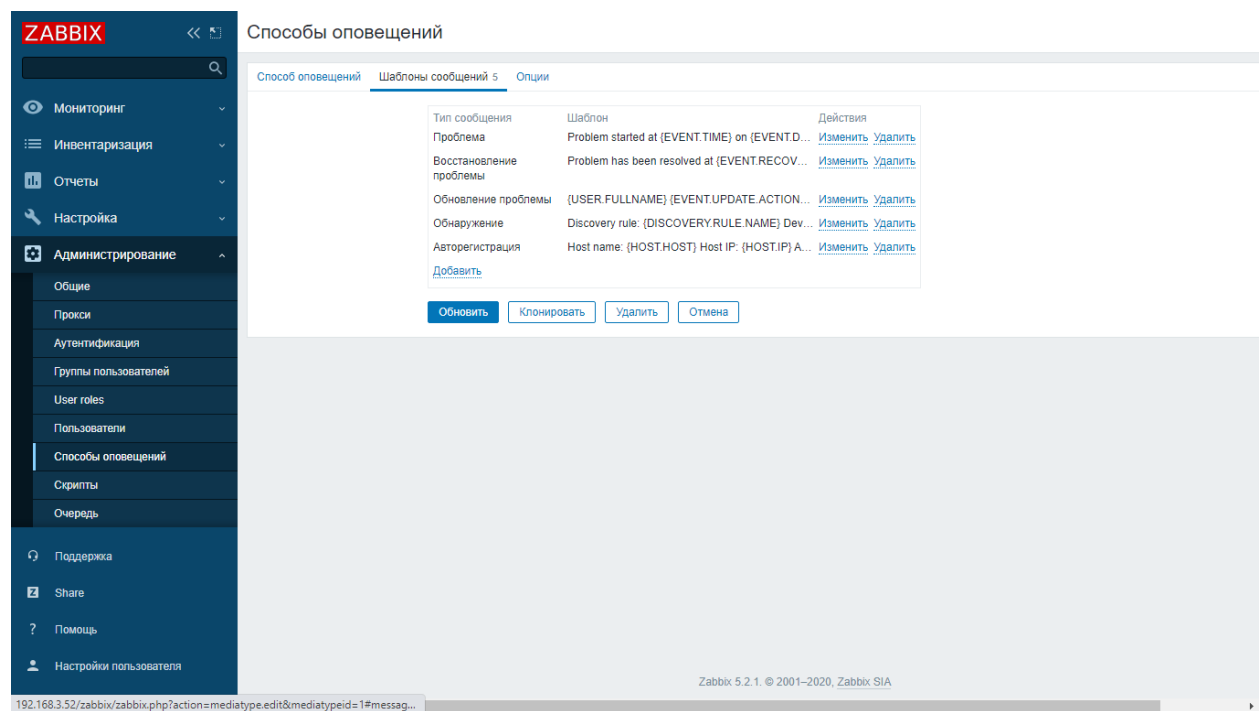 ZABBIX
Способы оповещений
Способ оповещений Шаблоны сообщений 5 Опции
Мониторинг
Инвентаризация
Отчеты
Настройка
Администрирование
Общие
Прокси
Аутентификация
Группы пользователей
User roles
Пользователи
Способы оповещений
Скрипты
Очередь
Поддержка
Z Share
? Помощь
Настройки пользователя
Тип сообщения Шаблон Действия
Проблема Problem started at {EVENT.TIME} on {EVENT.D... Изменить Удалить
Восстановление Problem has been resolved at {EVENT.RECOV... Изменить Удалить
проблемы
Обновление проблемы {USER.FULLNAME} {EVENT.UPDATE.ACTION... Изменить Удалить
Обнаружение Discovery rule: {DISCOVERY.RULE.NAME} Dev... Изменить Удалить
Авторегистрация Host name: {HOST.HOST} Host IP: {HOST.IP} A... Изменить Удалить
Добавить
Обновить Клонировать Удалить Отмена
Zabbix 5.2.1. © 2001–2020, Zabbix SIA
192.168.3.52/zabbix/zabbix.php?action=mediatype.edit&mediatypeid=1#messag...